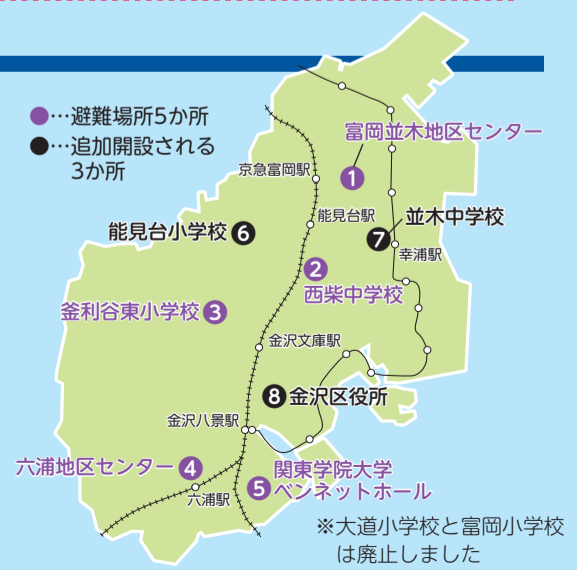 ●…避難場所5か所
●…追加開設される
3か所
富岡並木地区センター
1
京急富岡駅
能見台駅
並木中学校
7
能見台小学校 6
幸浦駅
2
西柴中学校
釜利谷東小学校 3
金沢文庫駅
8 金沢区役所
金沢八景駅
六浦地区センター 4
関東学院大学
5 ベンネットホール
六浦駅
※大道小学校と富岡小学校
は廃止しました